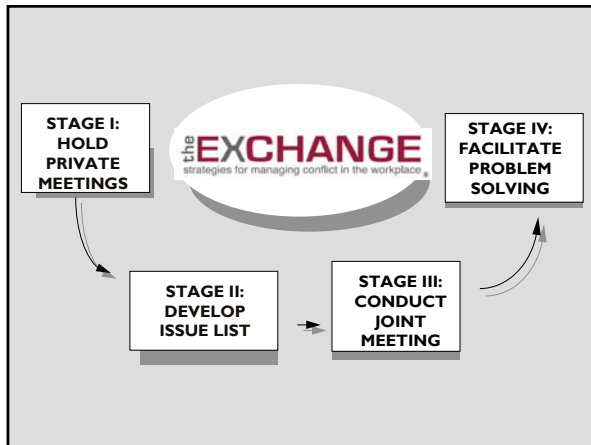 STAGE I:
HOLD
PRIVATE
MEETINGS
the EXCHANGE
strategies for managing conflict in the workplace®
STAGE IV:
FACILITATE
PROBLEM
SOLVING
STAGE II:
DEVELOP
ISSUE LIST
STAGE III:
CONDUCT
JOINT
MEETING